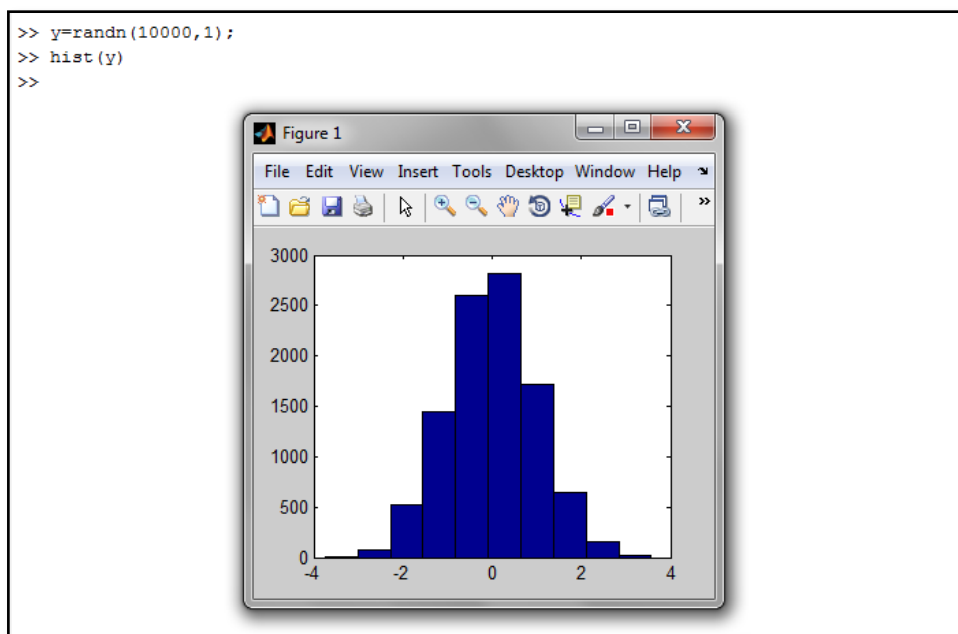 >> y=randn(10000,1);
>> hist(y)
>>
Figure 1
File Edit View Insert Tools Desktop Window Help
3000
2500
2000
1500
1000
500
0
-4 -2 0 2 4